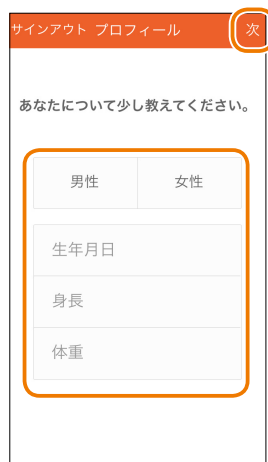 サインアウト プロフィール 次
あなたについて少し教えてください。
男性 女性
生年月日
身長
体重